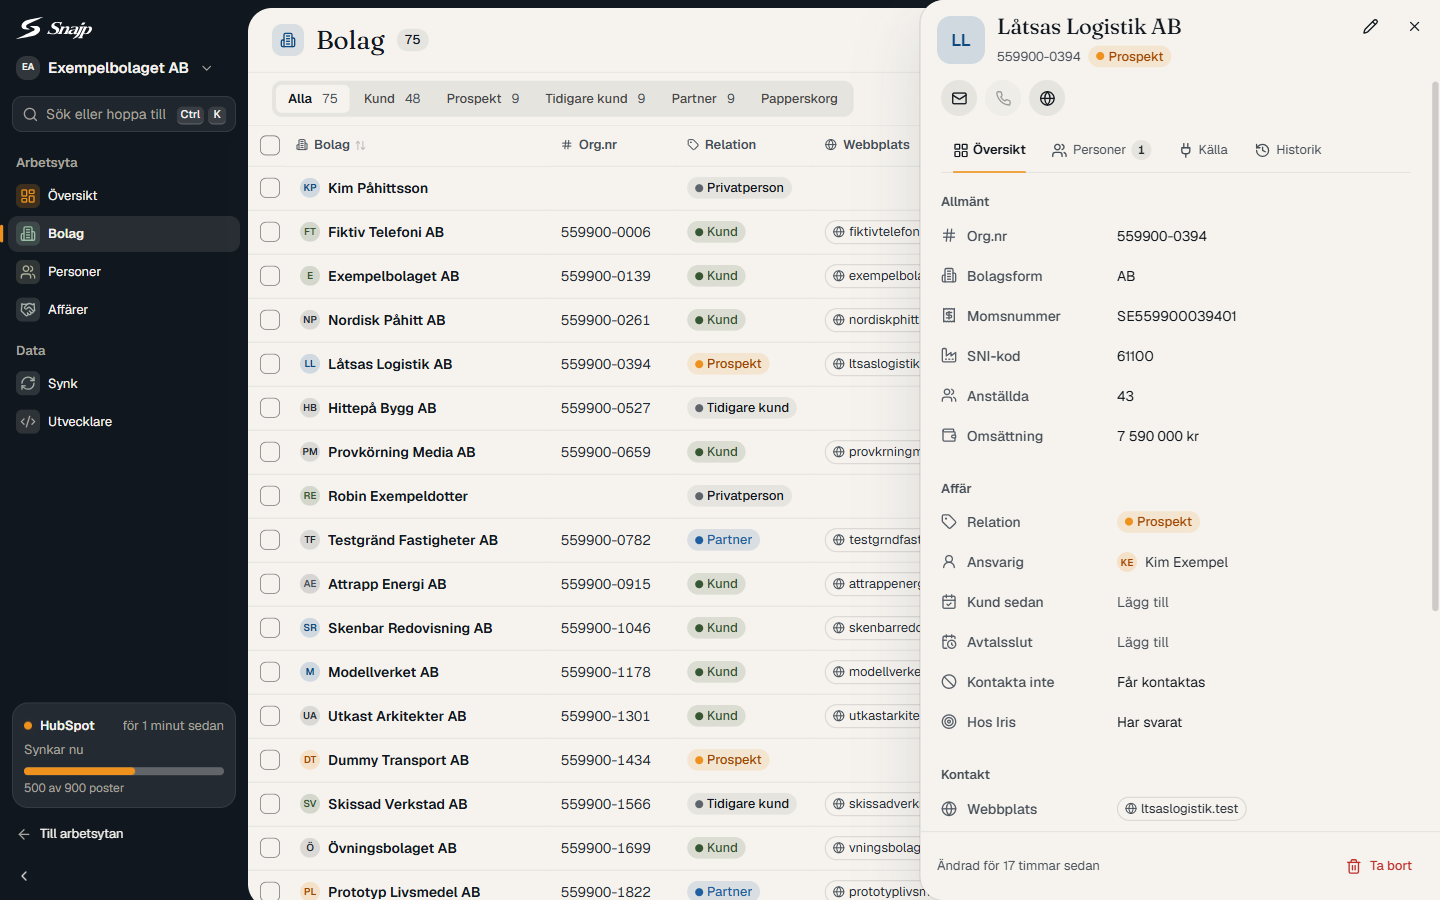 Snajp
EA Exempelbolaget AB
Sök eller hoppa till Ctrl K
Arbetsyta
Översikt
Bolag
Personer
Affärer
Data
Synk
Utvecklare
HubSpot för 1 minut sedan
Synkar nu
500 av 900 poster
Till arbetsytan
Bolag 75
Alla 75 Kund 48 Prospekt 9 Tidigare kund 9 Partner 9 Papperskorg
Bolag Org.nr Relation Webbplats
KP Kim Påhittsson Privatperson
FT Fiktiv Telefoni AB 559900-0006 Kund fiktivtelefon
E Exempelbolaget AB 559900-0139 Kund exempelbola
NP Nordisk Påhitt AB 559900-0261 Kund nordiskphitt
LL Låtsas Logistik AB 559900-0394 Prospekt ltsaslogistik
HB Hittepå Bygg AB 559900-0527 Tidigare kund
PM Provkörning Media AB 559900-0659 Kund provkrningm
RE Robin Exempeldotter Privatperson
TF Testgränd Fastigheter AB 559900-0782 Partner testgrndfast
AE Attrapp Energi AB 559900-0915 Kund attrappenerg
SR Skenbar Redovisning AB 559900-1046 Kund skenbarredo
M Modellverket AB 559900-1178 Kund modellverke
UA Utkast Arkitekter AB 559900-1301 Kund utkastarkite
DT Dummy Transport AB 559900-1434 Prospekt
SV Skissad Verkstad AB 559900-1566 Tidigare kund skissadverk
Ö Övningsbolaget AB 559900-1699 Kund vningsbolag
PL Prototyp Livsmedel AB 559900-1822 Partner prototyplivsm
LL Låtsas Logistik AB
559900-0394 Prospekt
Översikt Personer 1 Källa Historik
Allmänt
Org.nr 559900-0394
Bolagsform AB
Momsnummer SE559900039401
SNI-kod 61100
Anställda 43
Omsättning 7 590 000 kr
Affär
Relation Prospekt
Ansvarig KE Kim Exempel
Kund sedan Lägg till
Avtalsslut Lägg till
Kontakta inte Får kontaktas
Hos Iris Har svarat
Kontakt
Webbplats ltsaslogistik.test
Ändrad för 17 timmar sedan Ta bort